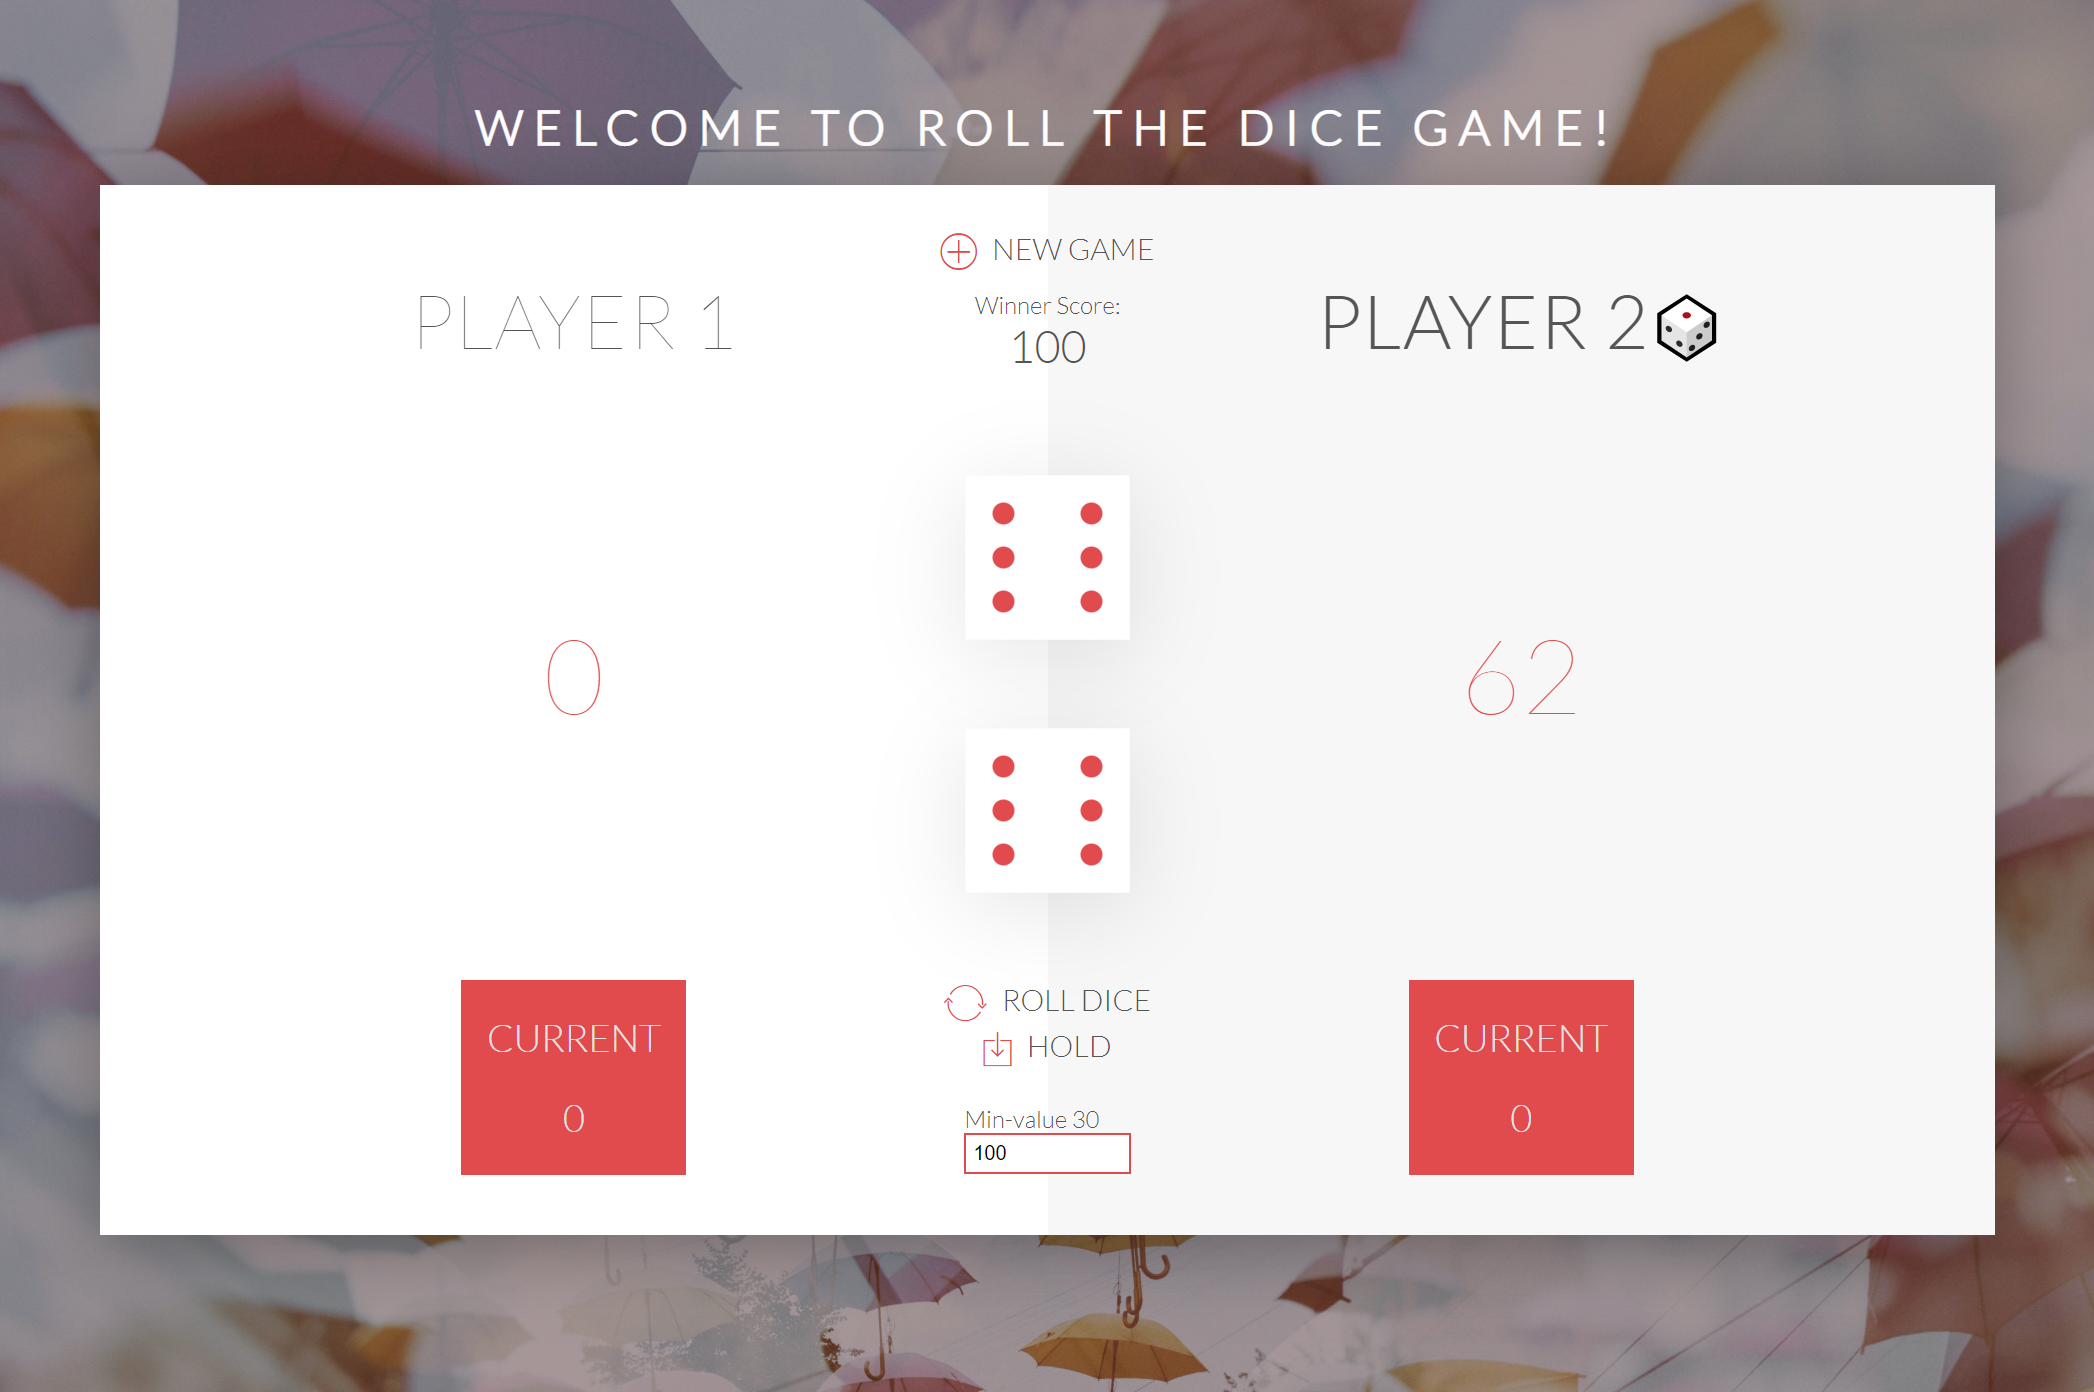 WELCOME TO ROLL THE DICE GAME!
NEW GAME
Winner Score:
100
PLAYER 1
PLAYER 2
0
62
ROLL DICE
HOLD
CURRENT
0
CURRENT
0
Min-value 30
100